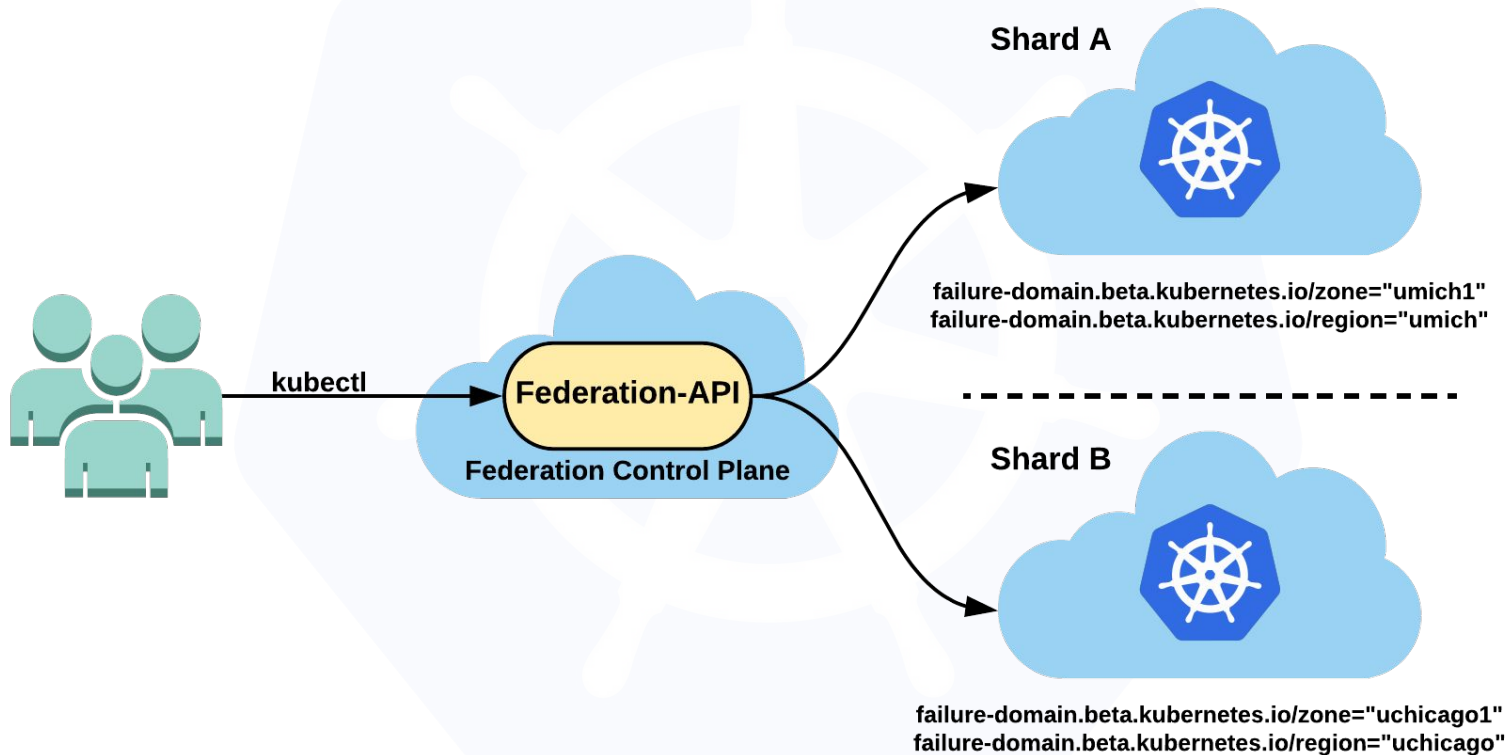 Shard A
failure-domain.beta.kubernetes.io/zone="umich1"
failure-domain.beta.kubernetes.io/region="umich"
kubectl
Federation-API
Federation Control Plane
Shard B
failure-domain.beta.kubernetes.io/zone="uchicago1"
failure-domain.beta.kubernetes.io/region="uchicago"